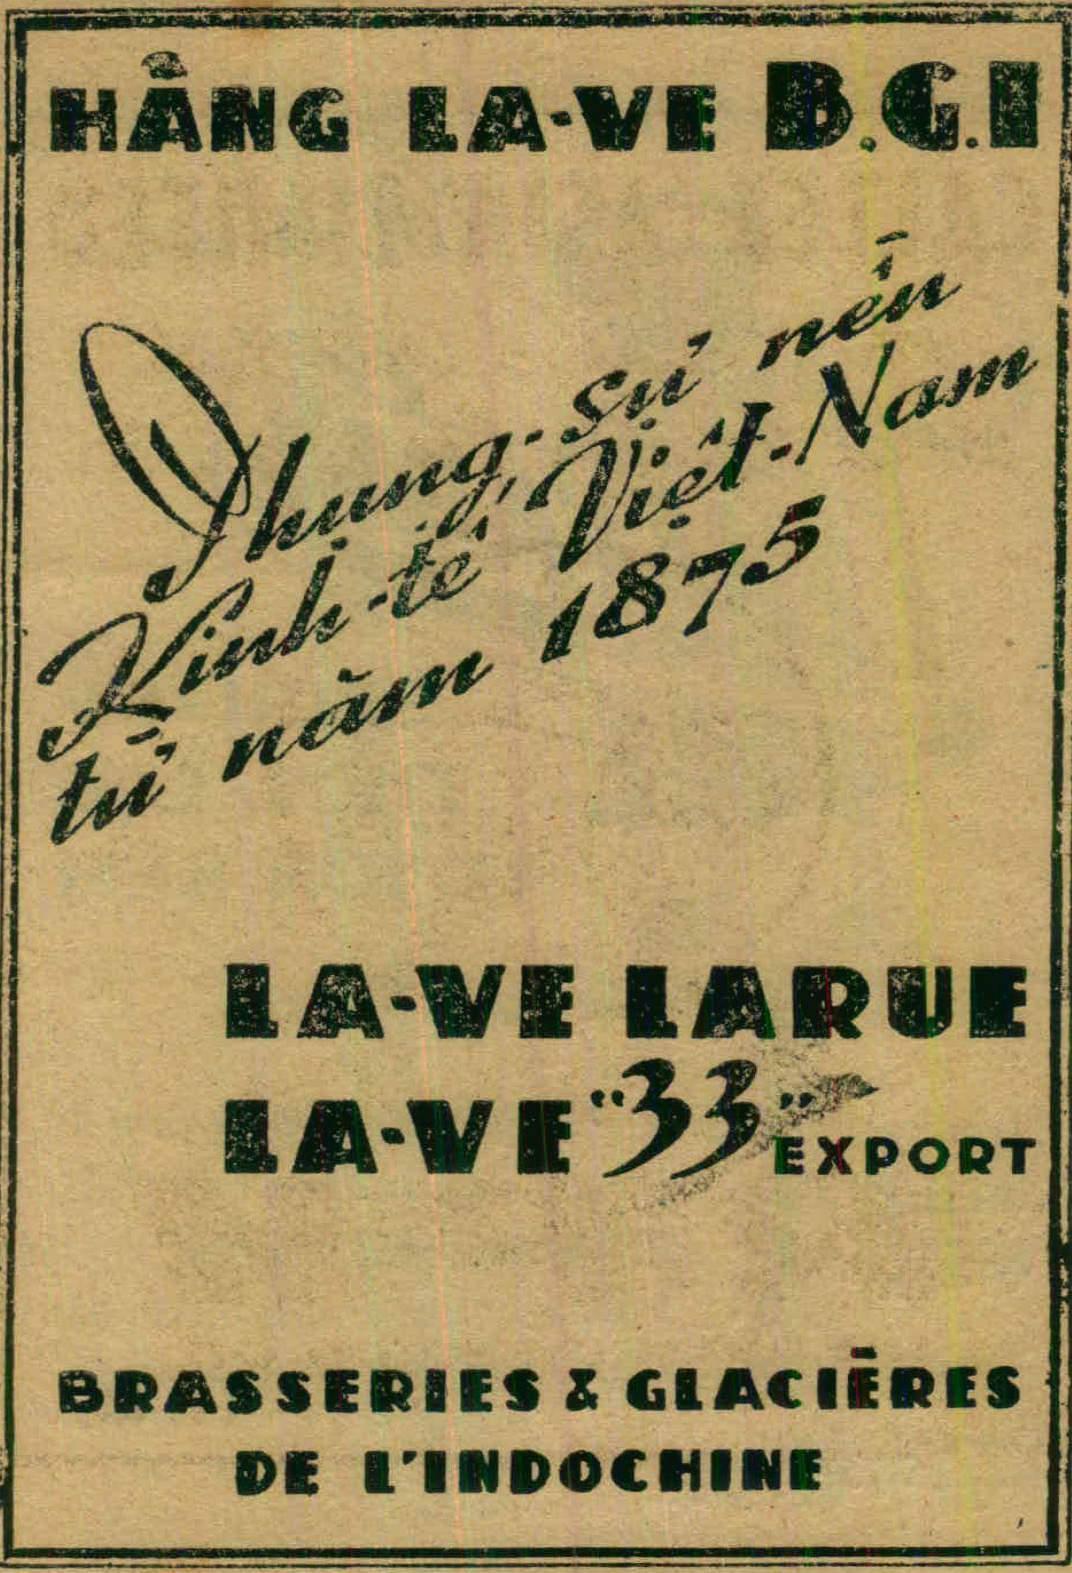 HÃNG LA-VE B.G.I
Phụng-sự nền
Kinh-tế Việt-Nam
từ năm 1875
LA-VE LARUE
LA-VE "33" EXPORT
BRASSERIES & GLACIÈRES
DE L'INDOCHINE